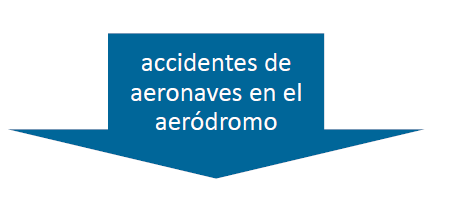 accidentes de
aeronaves en el
aeródromo